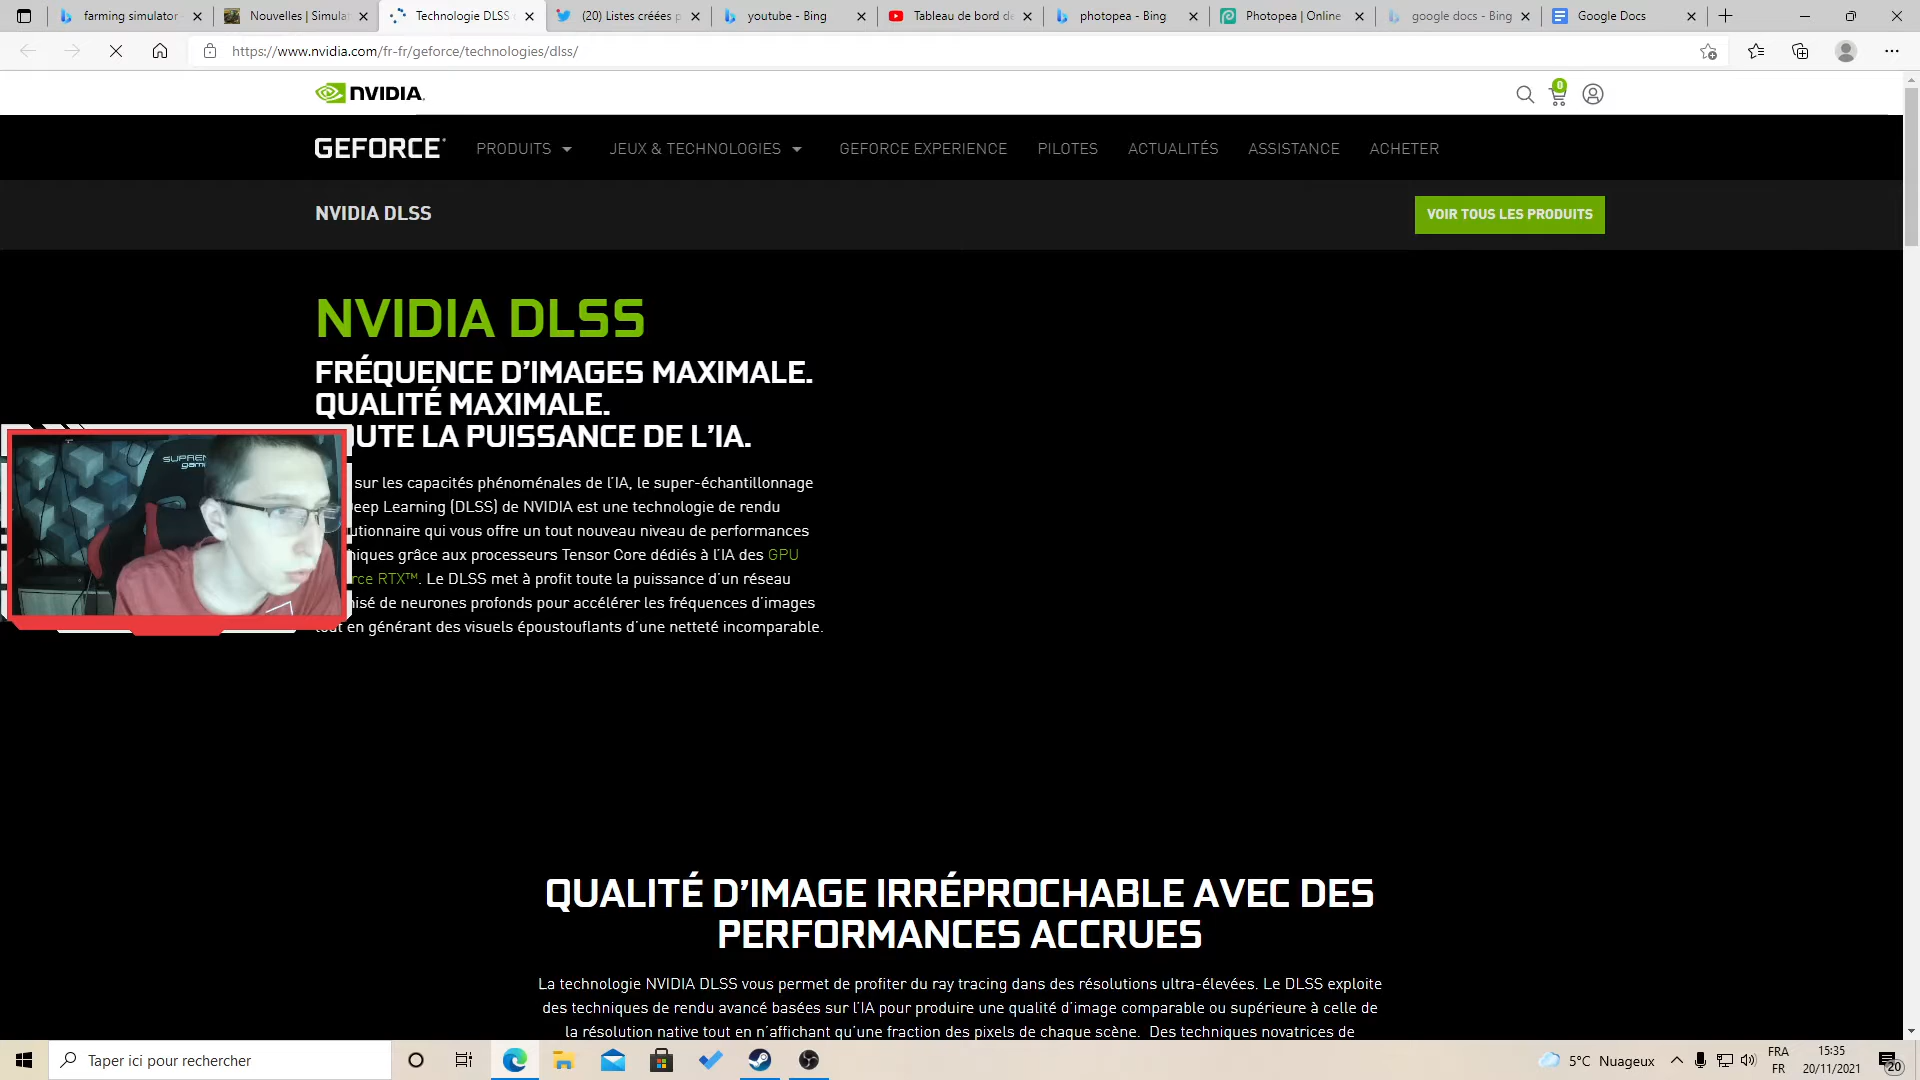 farming simulator
Nouvelles | Simula
Technologie DLSS
(20) Listes créées p
youtube - Bing
Tableau de bord de
photopea - Bing
Photopea | Online
google docs - Bing
Google Docs
https://www.nvidia.com/fr-fr/geforce/technologies/dlss/
NVIDIA.
0
GEFORCE
PRODUITS
JEUX & TECHNOLOGIES
GEFORCE EXPERIENCE
PILOTES
ACTUALITÉS
ASSISTANCE
ACHETER
NVIDIA DLSS
VOIR TOUS LES PRODUITS
NVIDIA DLSS
FRÉQUENCE D'IMAGES MAXIMALE.
QUALITÉ MAXIMALE.
OUTE LA PUISSANCE DE L'IA.
sur les capacités phénoménales de l'IA, le super-échantillonnage
eep Learning (DLSS) de NVIDIA est une technologie de rendu
utionnaire qui vous offre un tout nouveau niveau de performances
niques grâce aux processeurs Tensor Core dédiés à l'IA des GPU
rce RTX™. Le DLSS met à profit toute la puissance d'un réseau
isé de neurones profonds pour accélérer les fréquences d'images
tout en générant des visuels époustouflants d'une netteté incomparable.
SUPREM
QUALITÉ D'IMAGE IRRÉPROCHABLE AVEC DES
PERFORMANCES ACCRUES
La technologie NVIDIA DLSS vous permet de profiter du ray tracing dans des résolutions ultra-élevées. Le DLSS exploite
des techniques de rendu avancé basées sur l'IA pour produire une qualité d'image comparable ou supérieure à celle de
la résolution native tout en n'affichant qu'une fraction des pixels de chaque scène. Des techniques novatrices de
Taper ici pour rechercher
5°C Nuageux
FRA
FR
15:35
20/11/2021
20